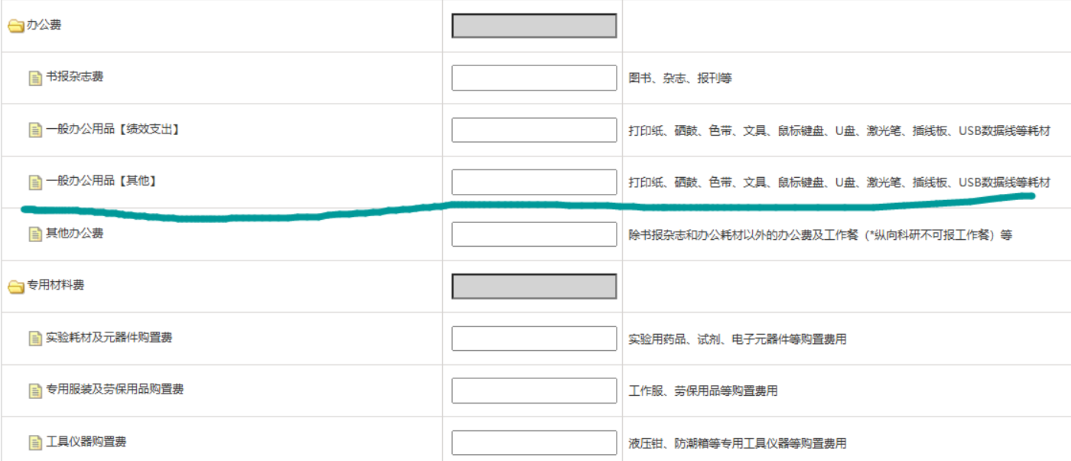 办公费
书报杂志费 图书、杂志、报刊等
一般办公用品【绩效支出】 打印纸、硒鼓、色带、文具、鼠标键盘、U盘、激光笔、插线板、USB数据线等耗材
一般办公用品【其他】 打印纸、硒鼓、色带、文具、鼠标键盘、U盘、激光笔、插线板、USB数据线等耗材
其他办公费 除书报杂志和办公耗材以外的办公费及工作餐（*纵向科研不可报工作餐）等
专用材料费
实验耗材及元器件购置费 实验用药品、试剂、电子元器件等购置费用
专用服装及劳保用品购置费 工作服、劳保用品等购置费用
工具仪器购置费 液压钳、防潮箱等专用工具仪器等购置费用